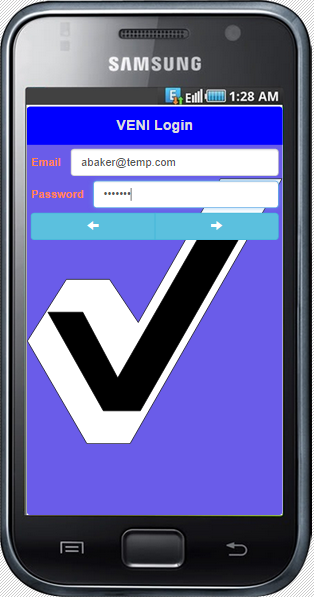 SAMSUNG
E 1:28 AM
VENI Login
Email abaker@temp.com
Password •••••••